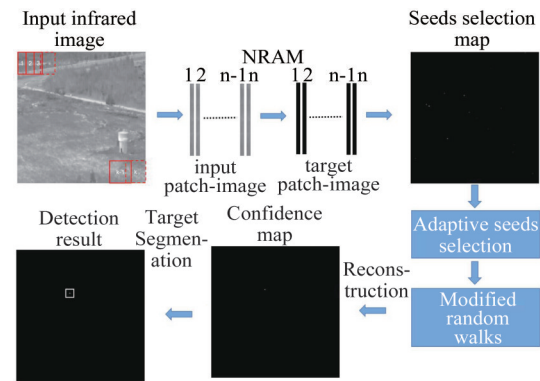 Input infrared
image
NRAM
1 2 n-1 n
1 2 n-1 n
input
patch-image
target
patch-image
Seeds selection
map
Adaptive seeds
selection
Modified
random
walks
Recons-
truction
Confidence
map
Target
Segmen-
ation
Detection
result